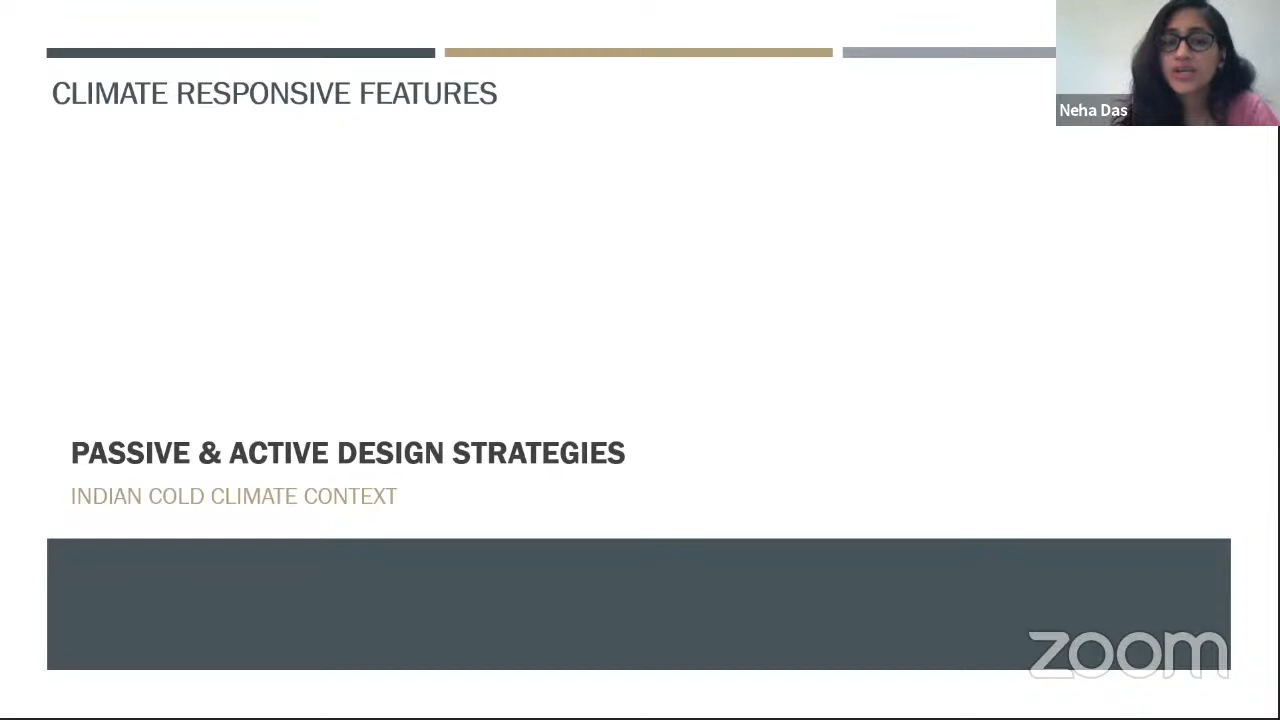 CLIMATE RESPONSIVE FEATURES
Neha Das
PASSIVE & ACTIVE DESIGN STRATEGIES
INDIAN COLD CLIMATE CONTEXT
zoom